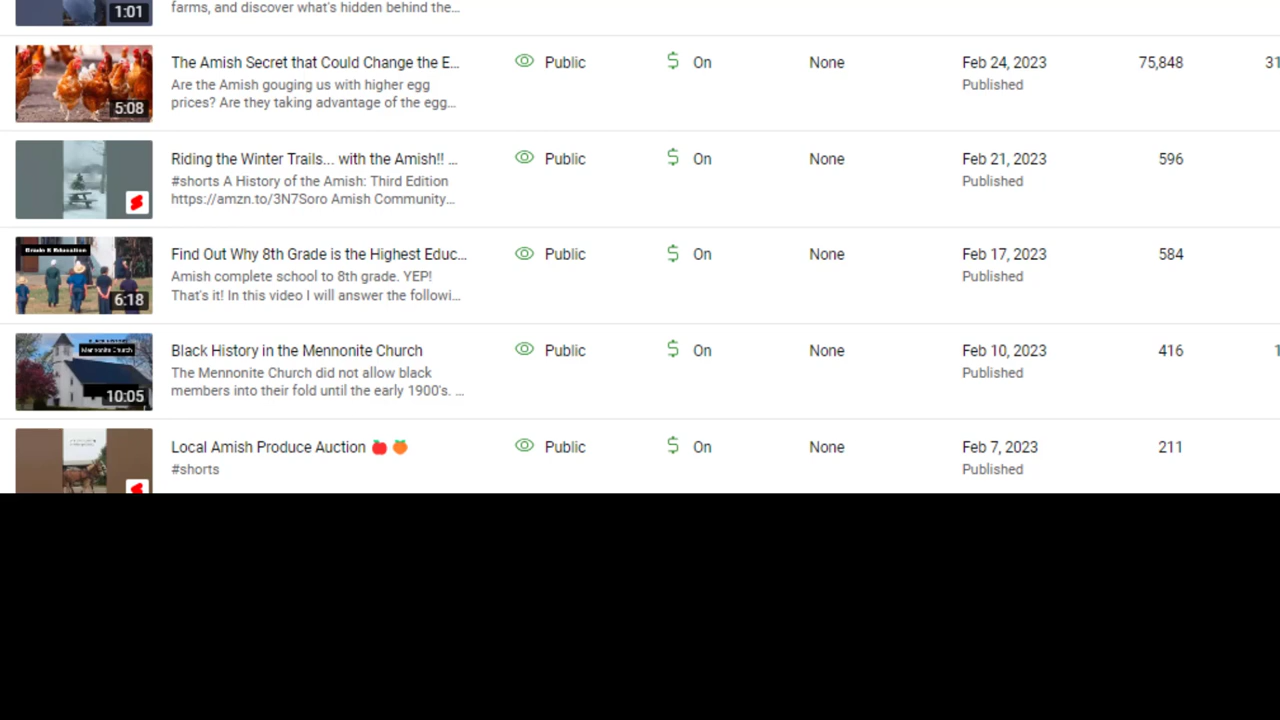 farms, and discover what's hidden behind the...
1:01
The Amish Secret that Could Change the E... Public On None Feb 24, 2023 75,848 31
Are the Amish gouging us with higher egg Published
prices? Are they taking advantage of the egg...
5:08
Riding the Winter Trails... with the Amish!! ... Public On None Feb 21, 2023 596
#shorts A History of the Amish: Third Edition Published
https://amzn.to/3N7Soro Amish Community...
Grade 8 Education
Find Out Why 8th Grade is the Highest Educ... Public On None Feb 17, 2023 584
Amish complete school to 8th grade. YEP! Published
That's it! In this video I will answer the followi...
6:18
Mennonite Church
Black History in the Mennonite Church Public On None Feb 10, 2023 416 1
The Mennonite Church did not allow black Published
members into their fold until the early 1900's. ...
10:05
Local Amish Produce Auction Public On None Feb 7, 2023 211
#shorts Published